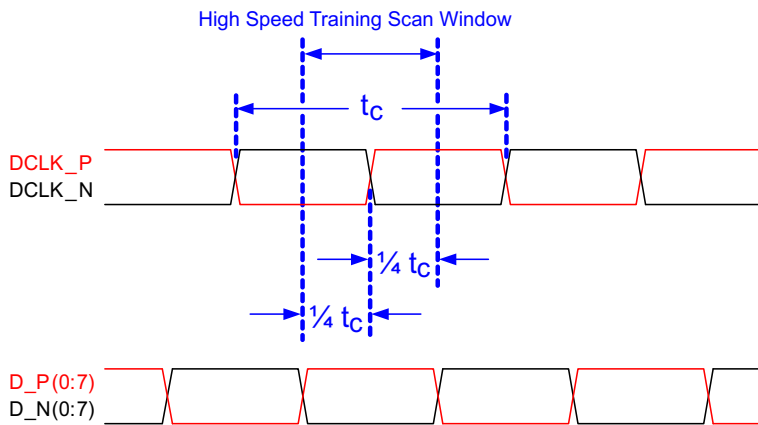 High Speed Training Scan Window
tC
DCLK_P
DCLK_N
¼ tC
¼ tC
D_P(0:7)
D_N(0:7)